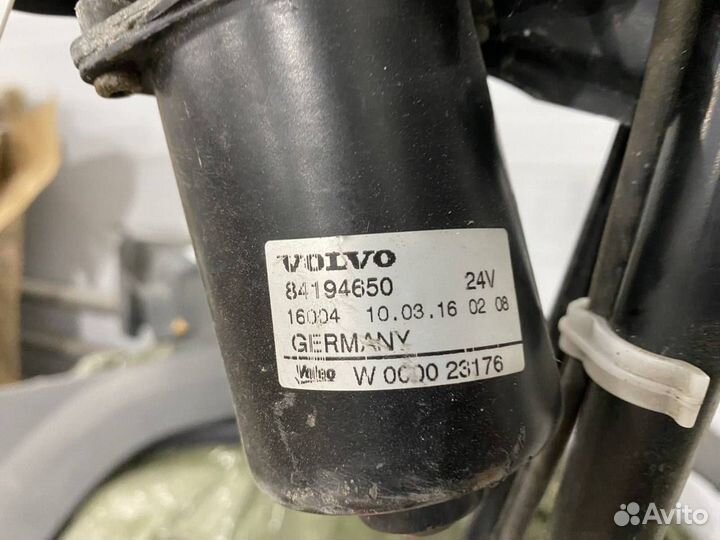 VOLVO
84194650 24V
16004 10.03.16 02 08
GERMANY
Valeo W 0000 23176
Avito